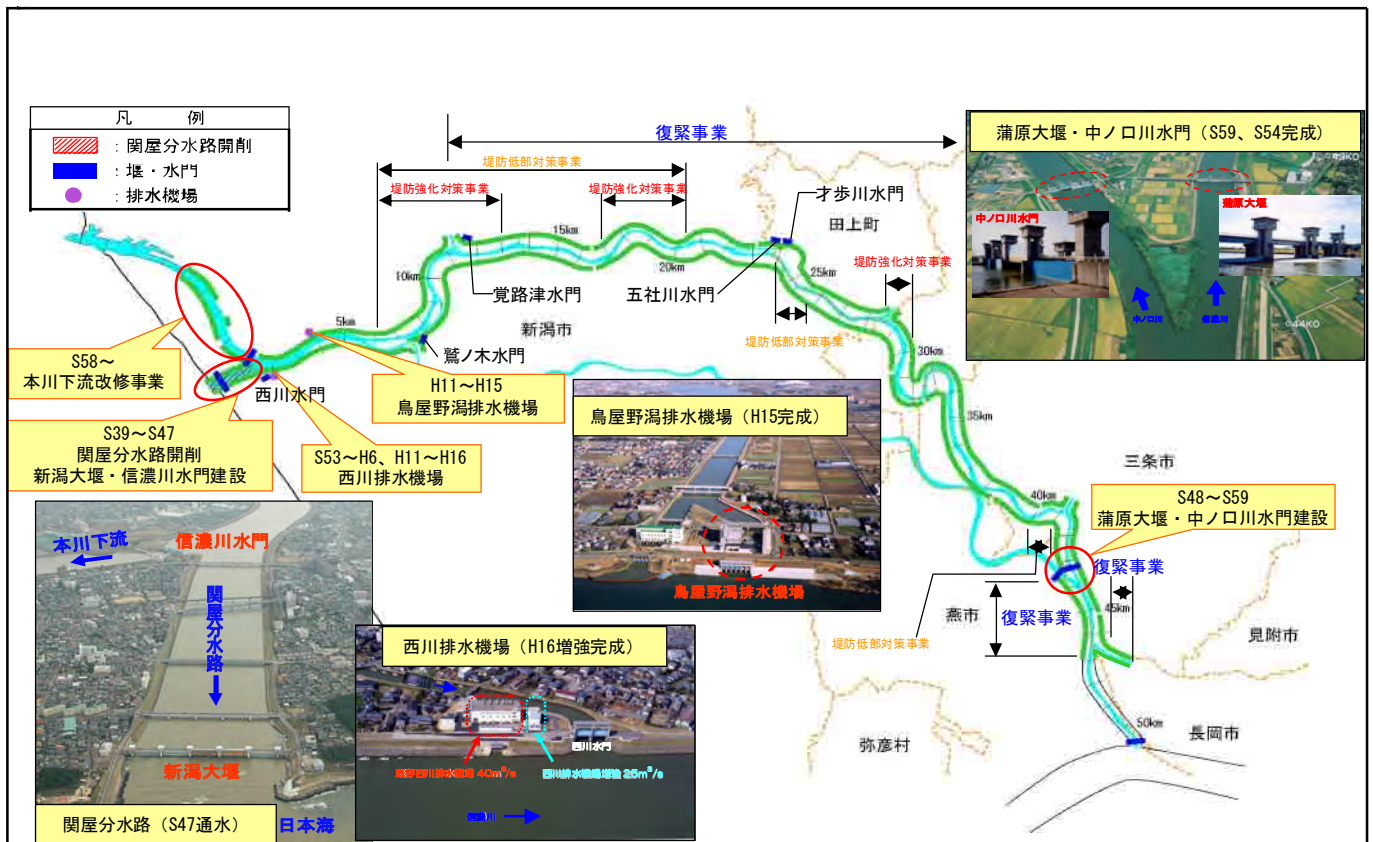 凡 例
：関屋分水路開削
：堰・水門
：排水機場
復緊事業
堤防低部対策事業
堤防強化対策事業
堤防強化対策事業
才歩川水門
田上町
堤防強化対策事業
蒲原大堰・中ノ口川水門（S59、S54完成）
中ノ口川水門
蒲原大堰
中ノ口川
信濃川
44K0
15km
10km
20km
25km
覚路津水門
五社川水門
5km
新潟市
堤防低部対策事業
鷲ノ木水門
30km
35km
S58～
本川下流改修事業
西川水門
H11～H15
鳥屋野潟排水機場
S39～S47
関屋分水路開削
新潟大堰・信濃川水門建設
S53～H6、H11～H16
西川排水機場
鳥屋野潟排水機場（H15完成）
鳥屋野潟排水機場
三条市
40km
S48～S59
蒲原大堰・中ノ口川水門建設
復緊事業
45km
燕市
復緊事業
堤防低部対策事業
見附市
弥彦村
50km
長岡市
信濃川水門
本川下流
関屋分水路
新潟大堰
関屋分水路（S47通水）
日本海
西川排水機場（H16増強完成）
西川水門
西川排水機場増強 25m³/s
信濃川